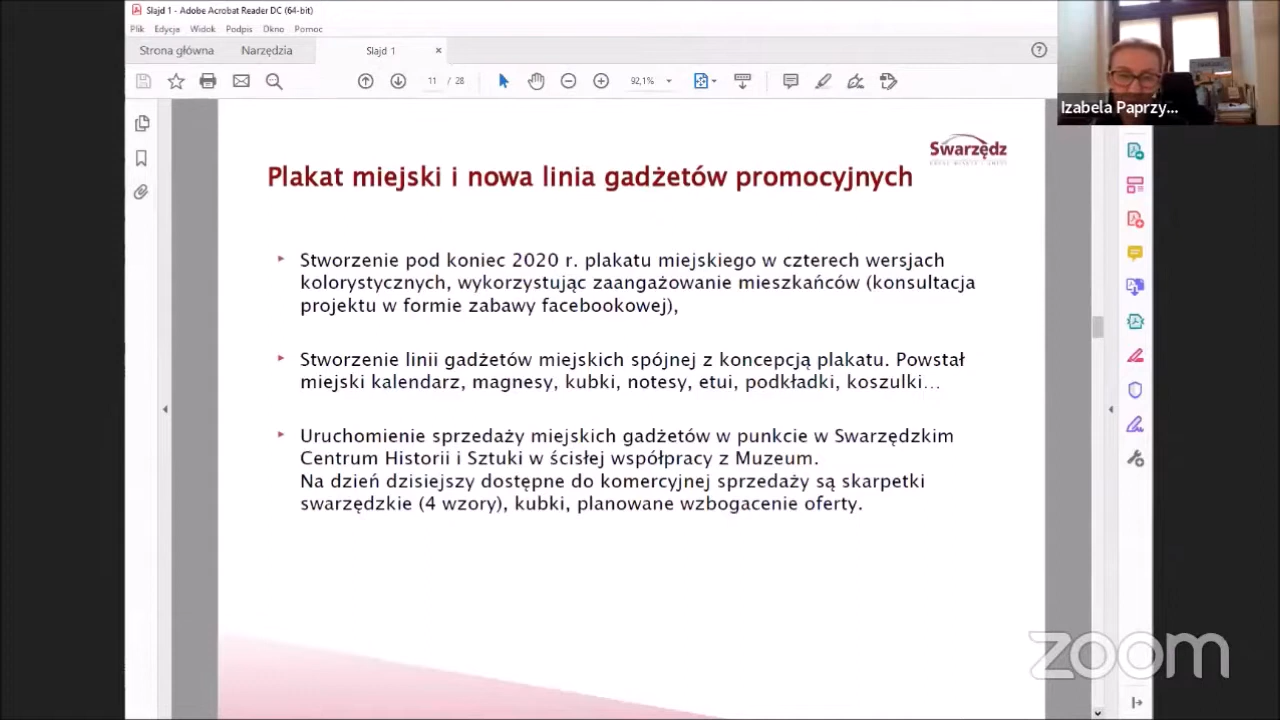 Slajd 1 - Adobe Acrobat Reader DC (64-bit)
Plik Edycja Widok Podpis Okno Pomoc
Strona główna Narzędzia Slajd 1 ×
11 / 28 92,1%
Izabela Paprzy...
Swarzędz
Plakat miejski i nowa linia gadżetów promocyjnych
Stworzenie pod koniec 2020 r. plakatu miejskiego w czterech wersjach
kolorystycznych, wykorzystując zaangażowanie mieszkańców (konsultacja
projektu w formie zabawy facebookowej),
Stworzenie linii gadżetów miejskich spójnej z koncepcją plakatu. Powstał
miejski kalendarz, magnesy, kubki, notesy, etui, podkładki, koszulki...
Uruchomienie sprzedaży miejskich gadżetów w punkcie w Swarzędzkim
Centrum Historii i Sztuki w ścisłej współpracy z Muzeum.
Na dzień dzisiejszy dostępne do komercyjnej sprzedaży są skarpetki
swarzędzkie (4 wzory), kubki, planowane wzbogacenie oferty.
zoom